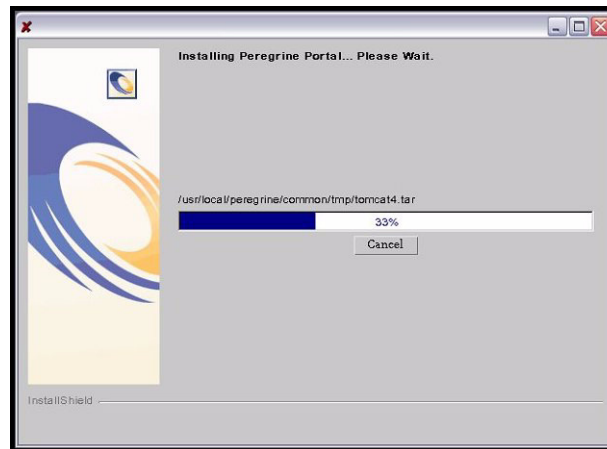 Installing Peregrine Portal... Please Wait.
/usr/local/peregrine/common/tmp/tomcat4.tar
33%
Cancel
InstallShield